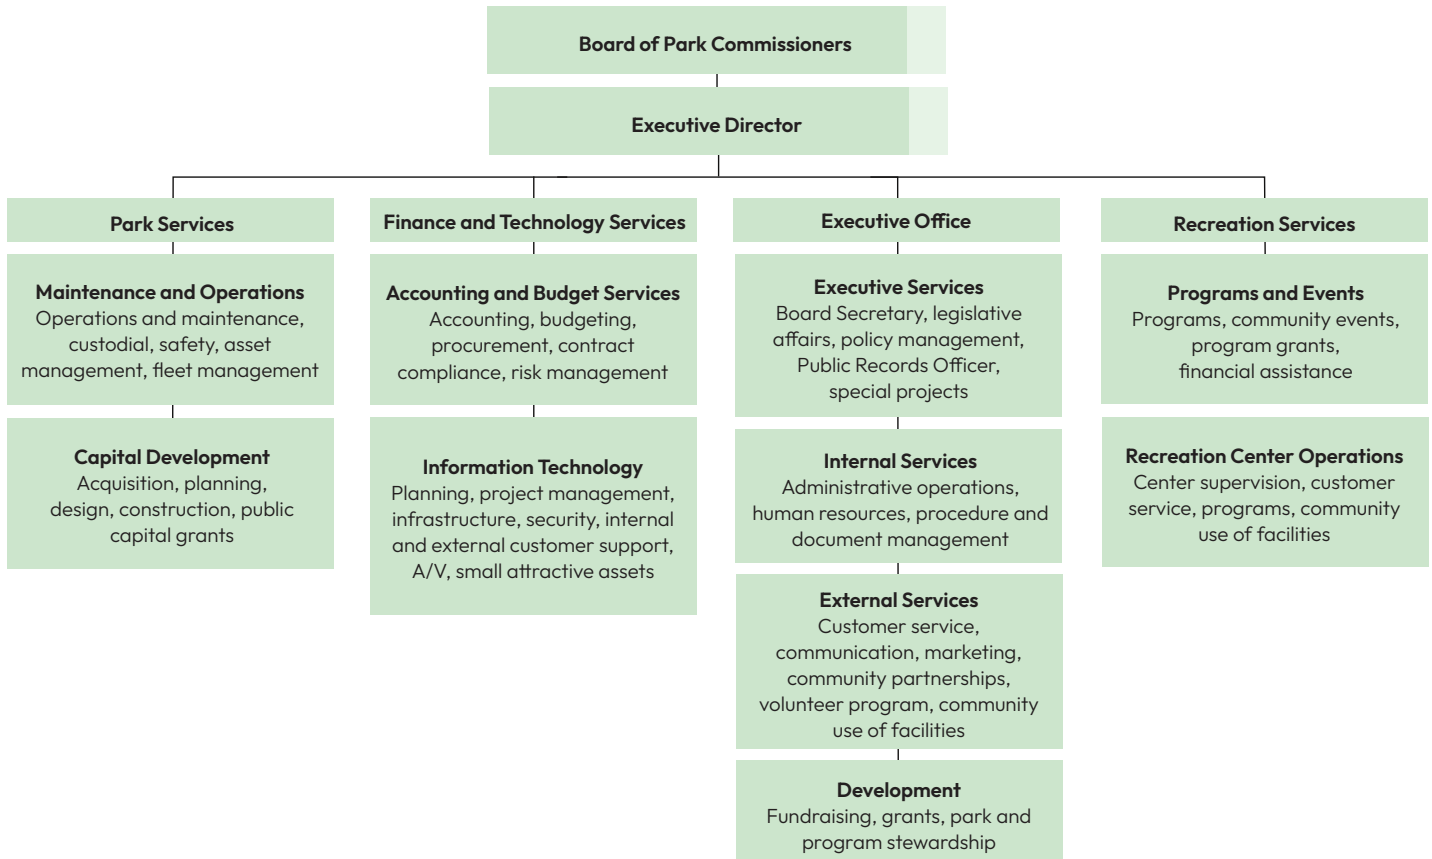 Board of Park Commissioners
Executive Director
Park Services
Maintenance and Operations
Operations and maintenance,
custodial, safety, asset
management, fleet management
Capital Development
Acquisition, planning,
design, construction, public
capital grants
Finance and Technology Services
Accounting and Budget Services
Accounting, budgeting,
procurement, contract
compliance, risk management
Information Technology
Planning, project management,
infrastructure, security, internal
and external customer support,
A/V, small attractive assets
Executive Office
Executive Services
Board Secretary, legislative
affairs, policy management,
Public Records Officer,
special projects
Internal Services
Administrative operations,
human resources, procedure and
document management
External Services
Customer service,
communication, marketing,
community partnerships,
volunteer program, community
use of facilities
Development
Fundraising, grants, park and
program stewardship
Recreation Services
Programs and Events
Programs, community events,
program grants,
financial assistance
Recreation Center Operations
Center supervision, customer
service, programs, community
use of facilities